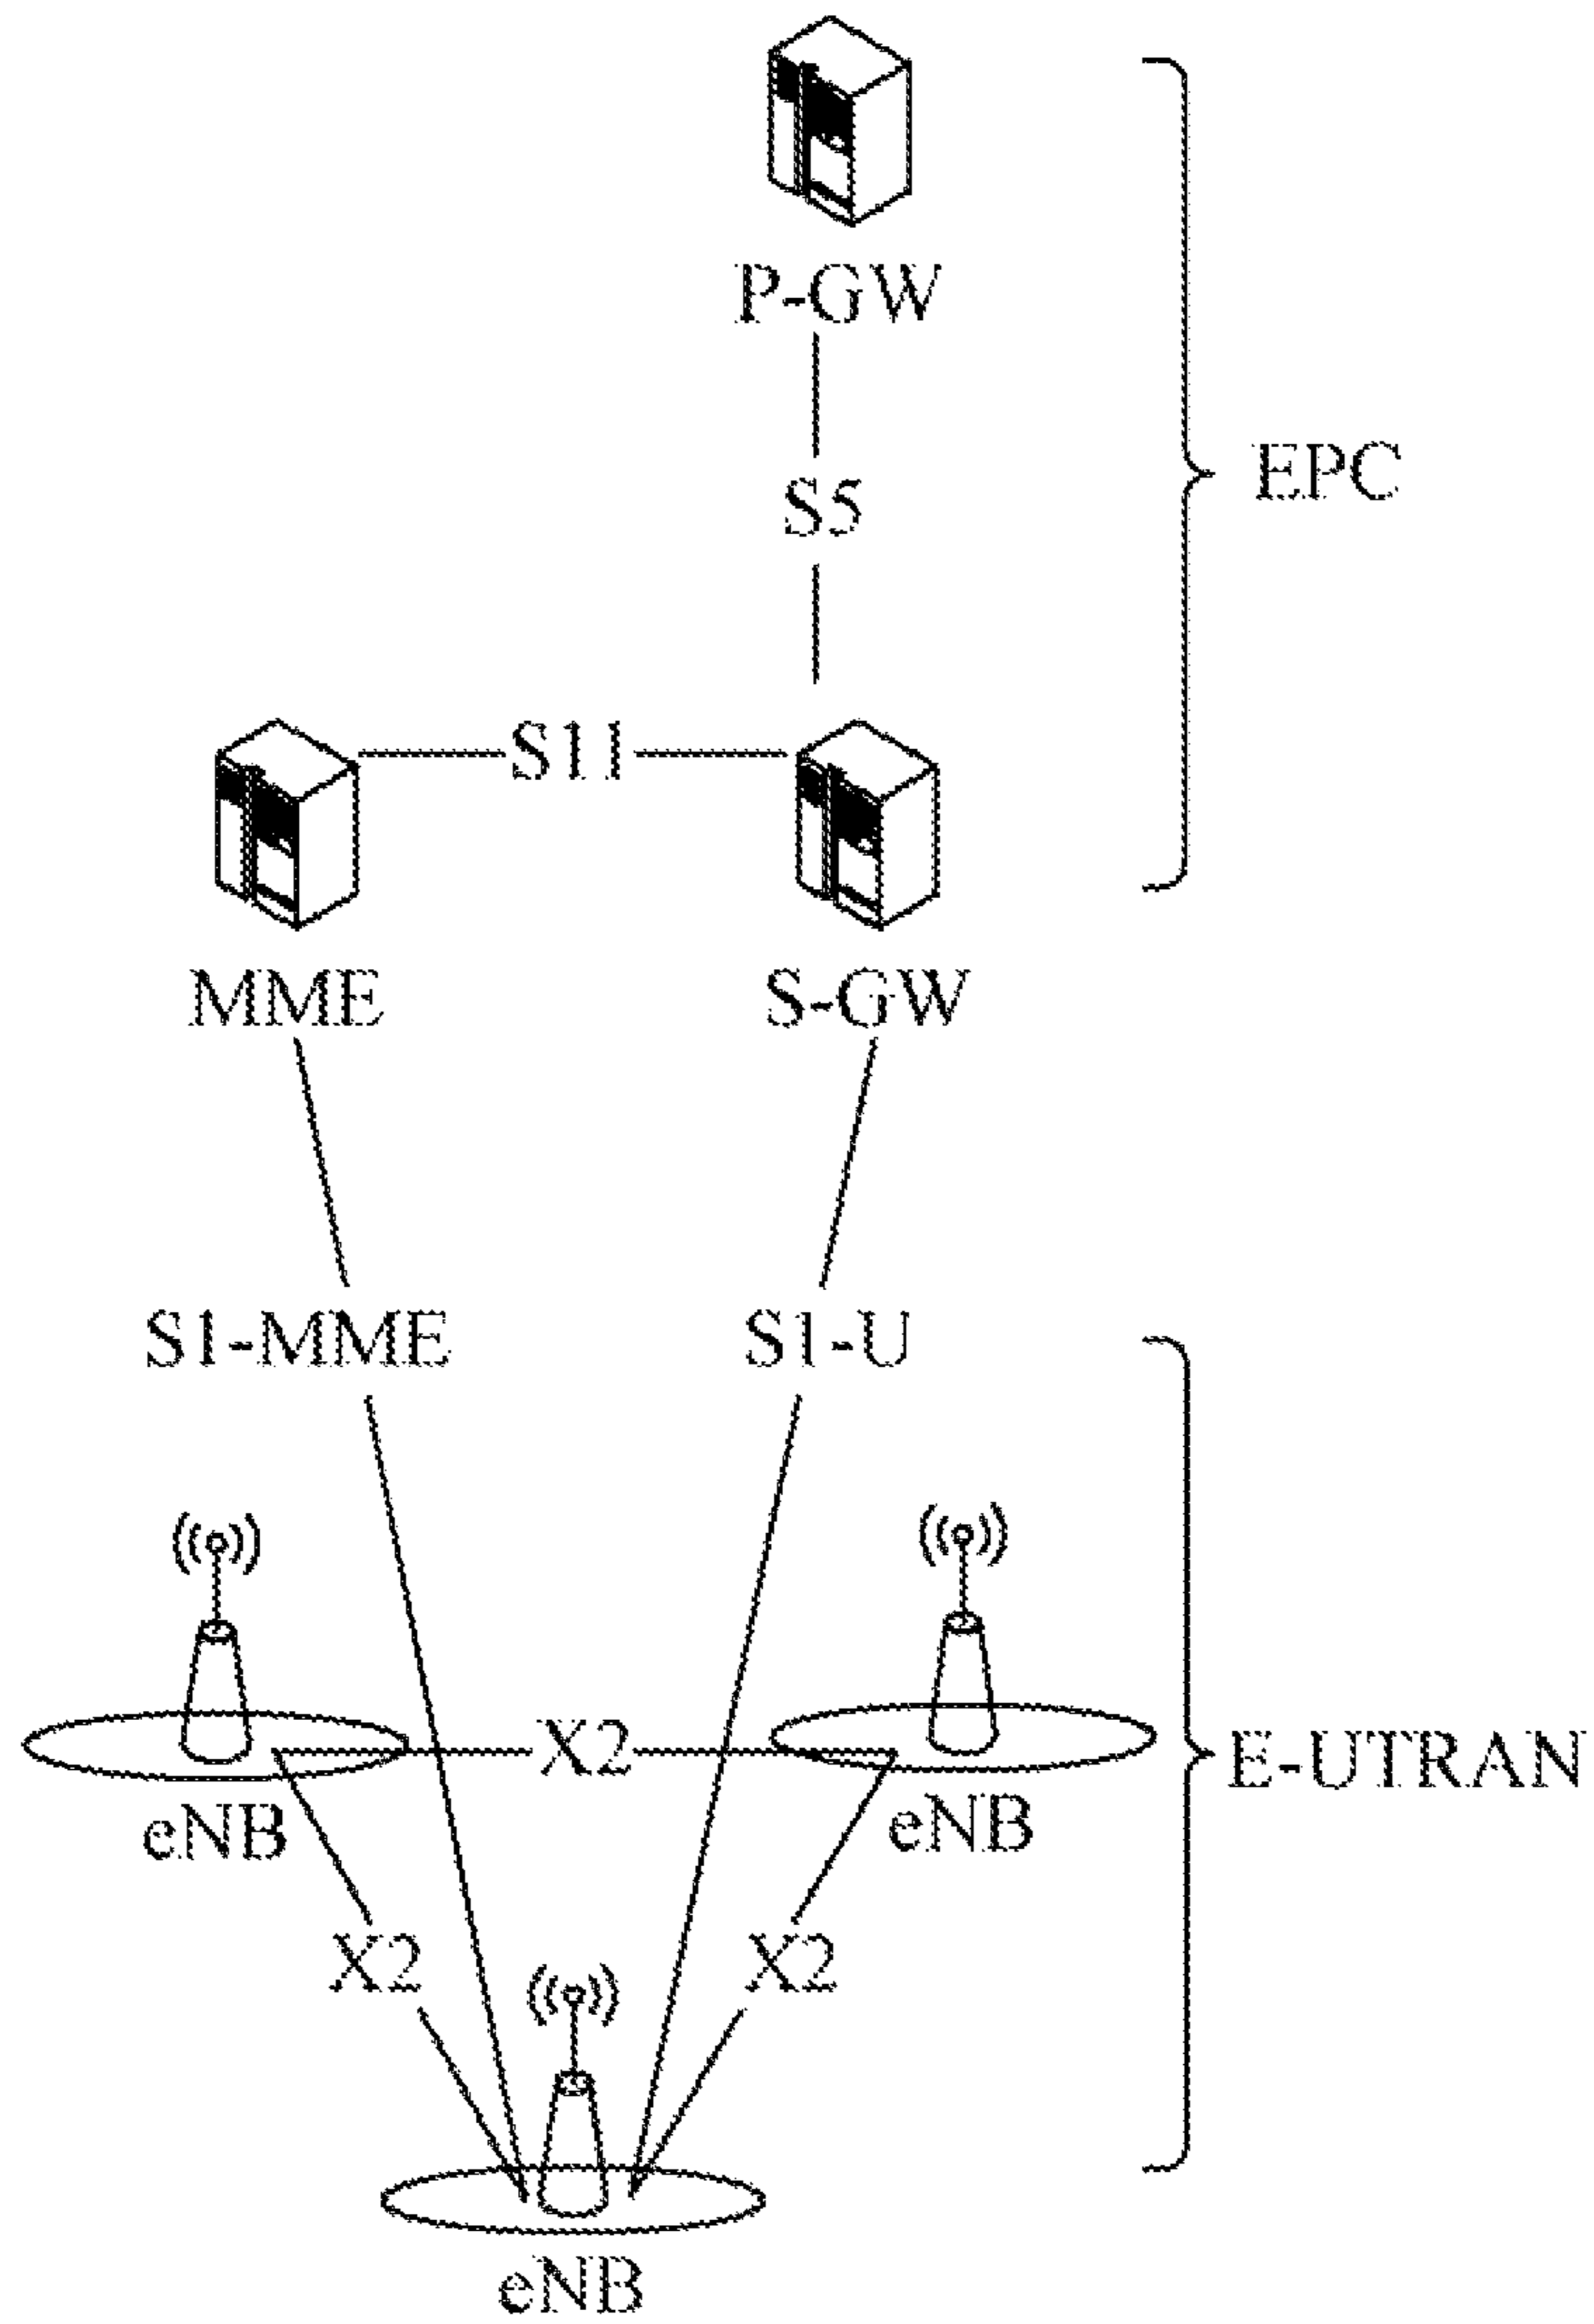 P-GW
EPC
S5
S11
MME
S-GW
S1-MME
S1-U
X2
E-UTRAN
eNB
eNB
X2
X2
eNB